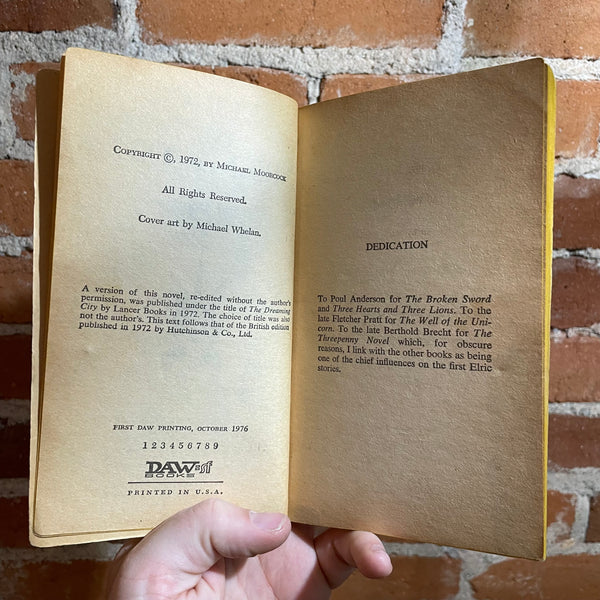 COPYRIGHT ©, 1972, BY MICHAEL MOORCOCK
All Rights Reserved.
Cover art by Michael Whelan.
A version of this novel, re-edited without the author's
permission, was published under the title of The Dreaming
City by Lancer Books in 1972. The choice of title was also
not the author's. This text follows that of the British edition
published in 1972 by Hutchinson & Co., Ltd.
FIRST DAW PRINTING, OCTOBER 1976
1 2 3 4 5 6 7 8 9
DAW sf
BOOKS
PRINTED IN U.S.A.
DEDICATION
To Poul Anderson for The Broken Sword
and Three Hearts and Three Lions. To the
late Fletcher Pratt for The Well of the Uni-
corn. To the late Berthold Brecht for The
Threepenny Novel which, for obscure
reasons, I link with the other books as being
one of the chief influences on the first Elric
stories.